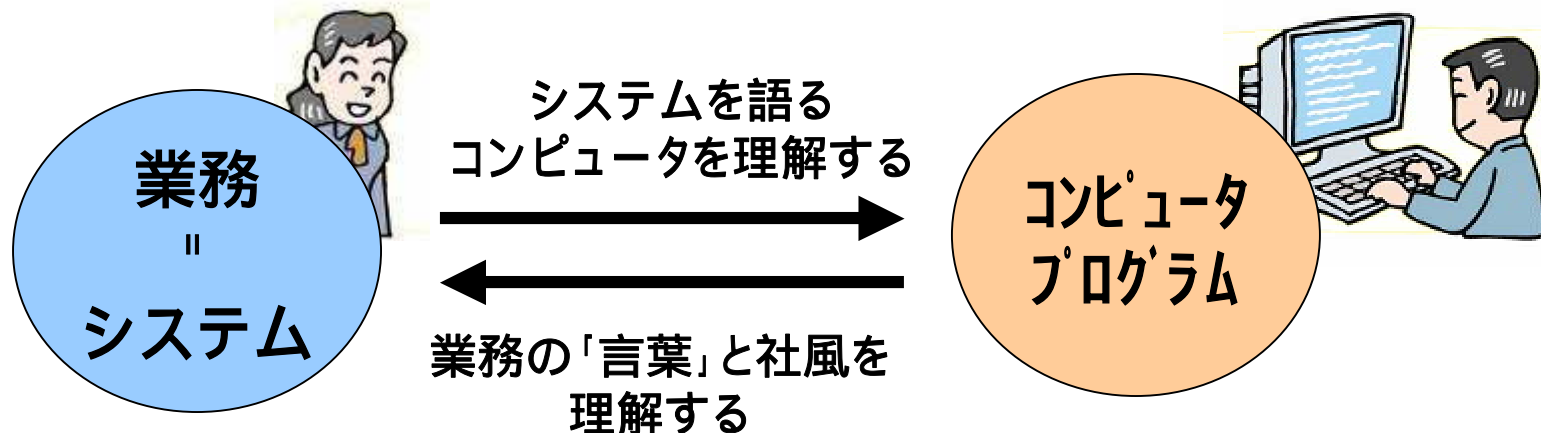 業務
=
システム
システムを語る
コンピュータを理解する
業務の「言葉」と社風を
理解する
コンピュータ
プログラム